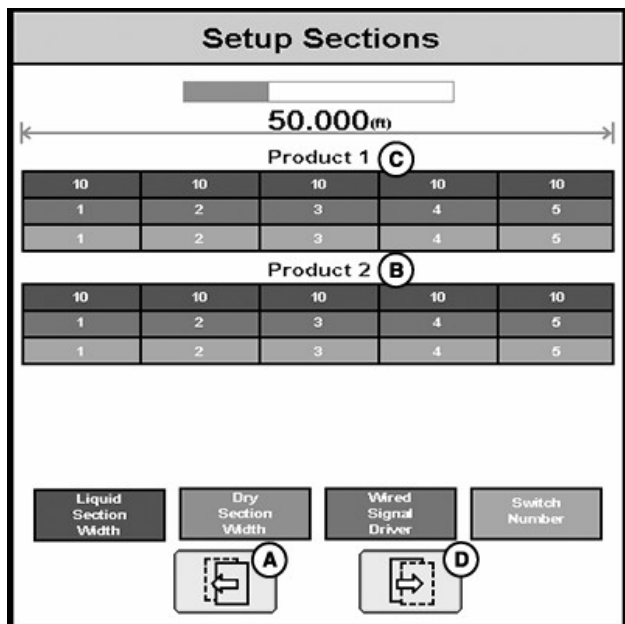 Setup Sections
50.000(ft)
Product 1 C
10 10 10 10 10
1 2 3 4 5
1 2 3 4 5
Product 2 B
10 10 10 10 10
1 2 3 4 5
1 2 3 4 5
Liquid
Section
Width
Dry
Section
Width
Wired
Signal
Driver
Switch
Number
A
D